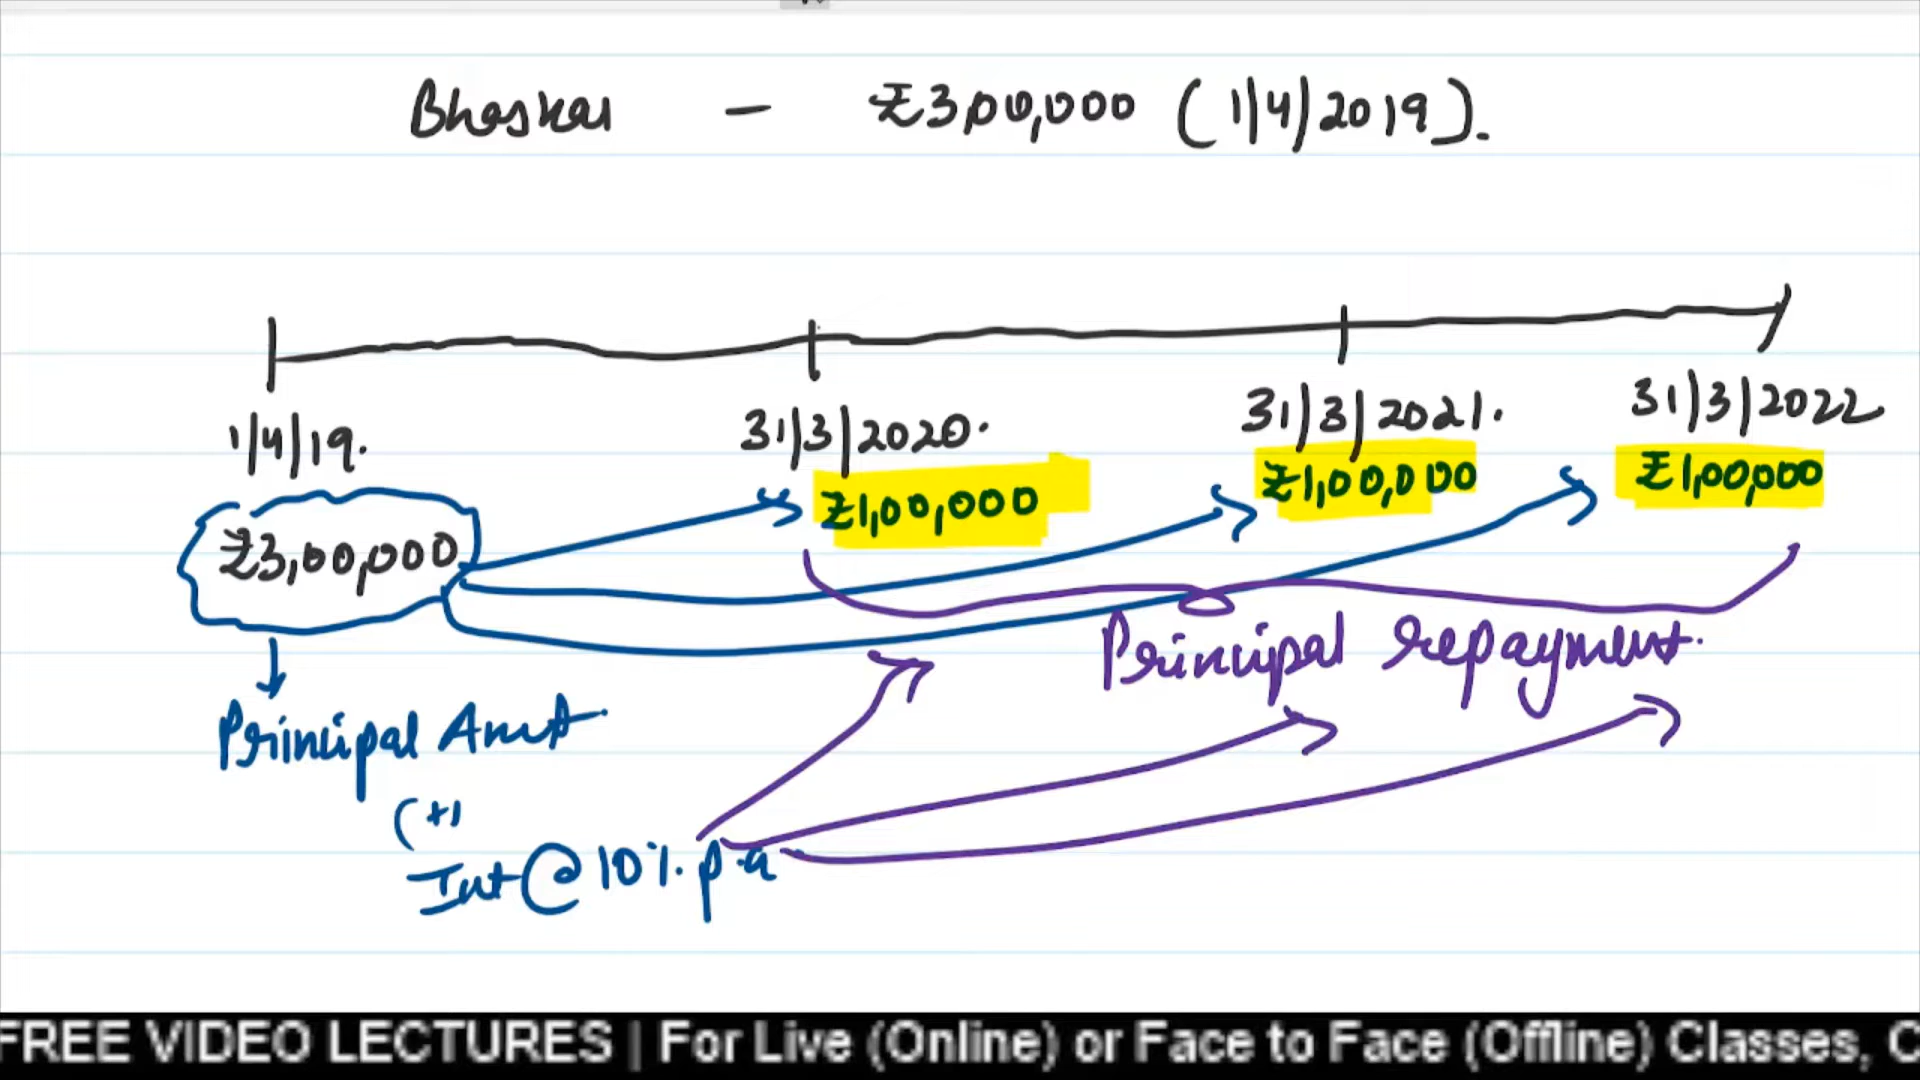 Bhaskar - ₹3,00,000 (1/4/2019).
1/4/19. 31/3/2020. 31/3/2021. 31/3/2022
₹3,00,000 ₹1,00,000 ₹1,00,000 ₹1,00,000
Principal repayment.
Principal Amt.
(+)
Int @ 10%. p.a
FREE VIDEO LECTURES | For Live (Online) or Face to Face (Offline) Classes, C